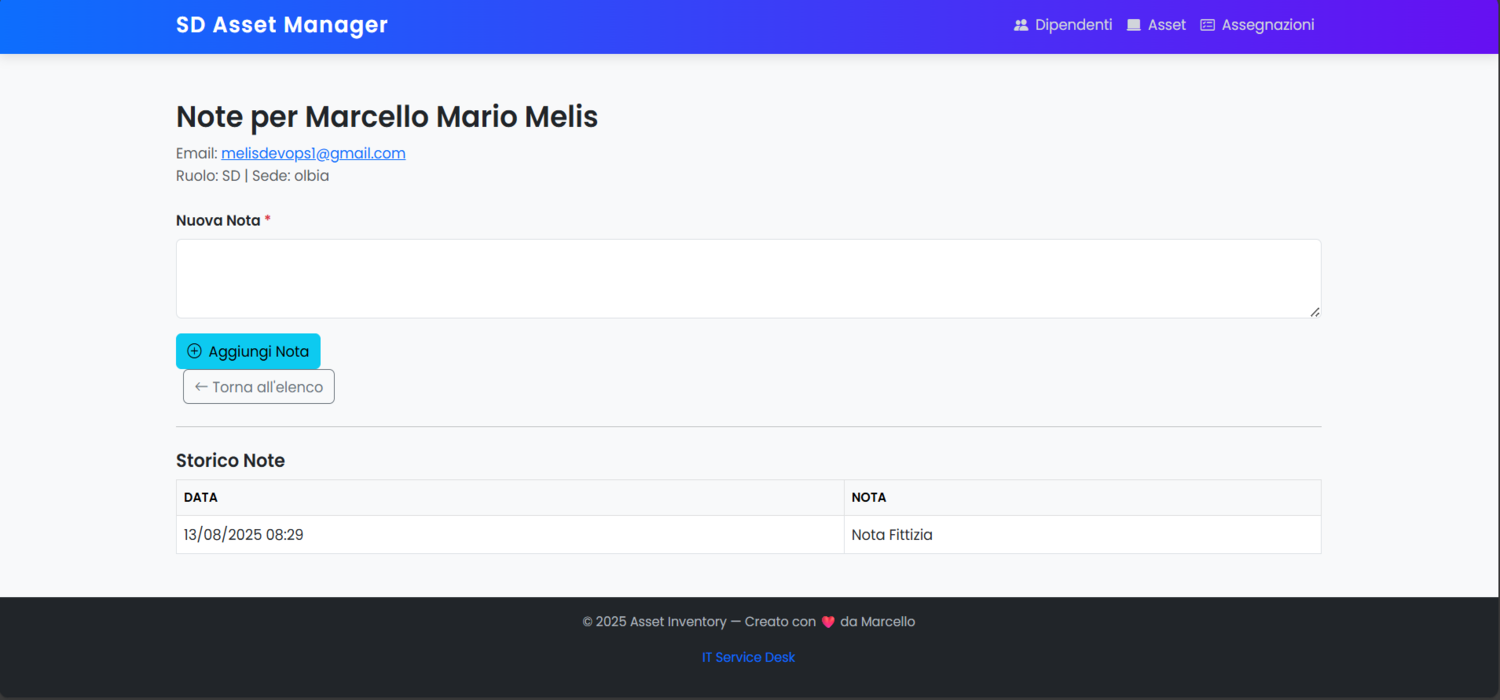 SD Asset Manager
Dipendenti Asset Assegnazioni
Note per Marcello Mario Melis
Email: melisdevops1@gmail.com
Ruolo: SD | Sede: olbia
Nuova Nota *
Aggiungi Nota
← Torna all'elenco
Storico Note
DATA NOTA
13/08/2025 08:29 Nota Fittizia
© 2025 Asset Inventory — Creato con ❤️ da Marcello
IT Service Desk